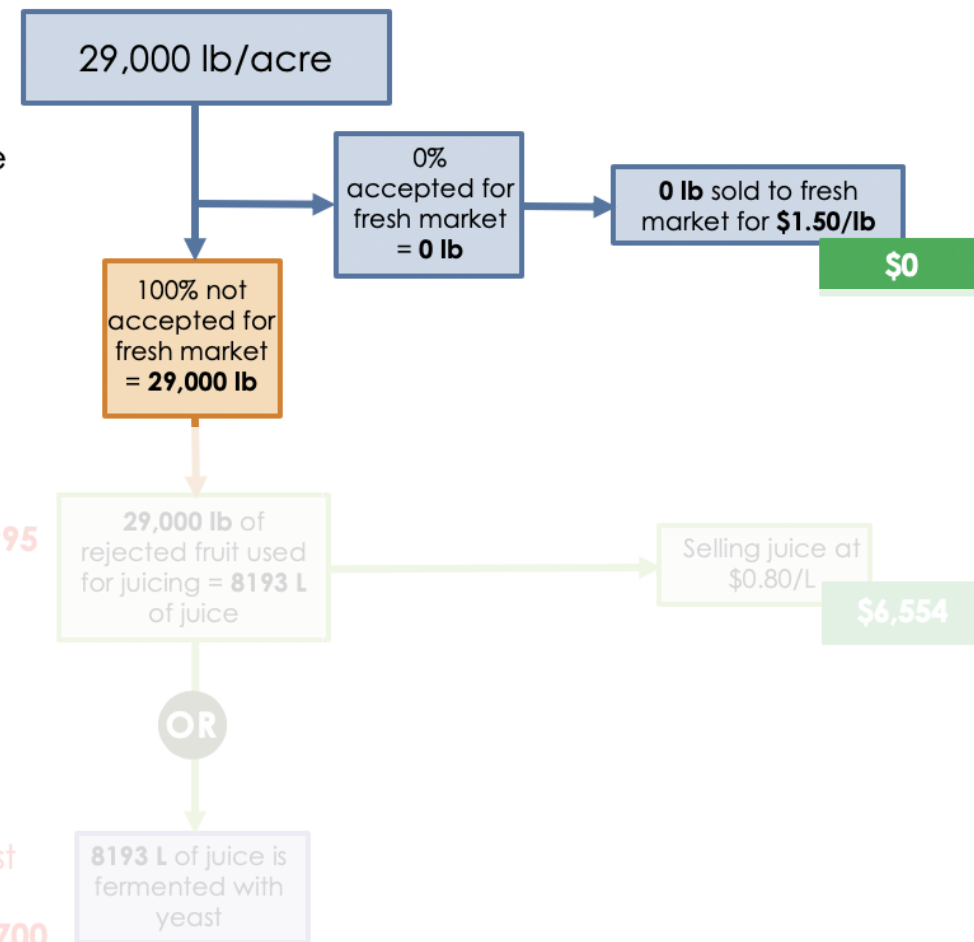 29,000 lb/acre
e
0%
accepted for
fresh market
= 0 lb
0 lb sold to fresh
market for $1.50/lb
$0
100% not
accepted for
fresh market
= 29,000 lb
95
29,000 lb of
rejected fruit used
for juicing = 8193 L
of juice
Selling juice at
$0.80/L
$6,554
OR
st
700
8193 L of juice is
fermented with
yeast